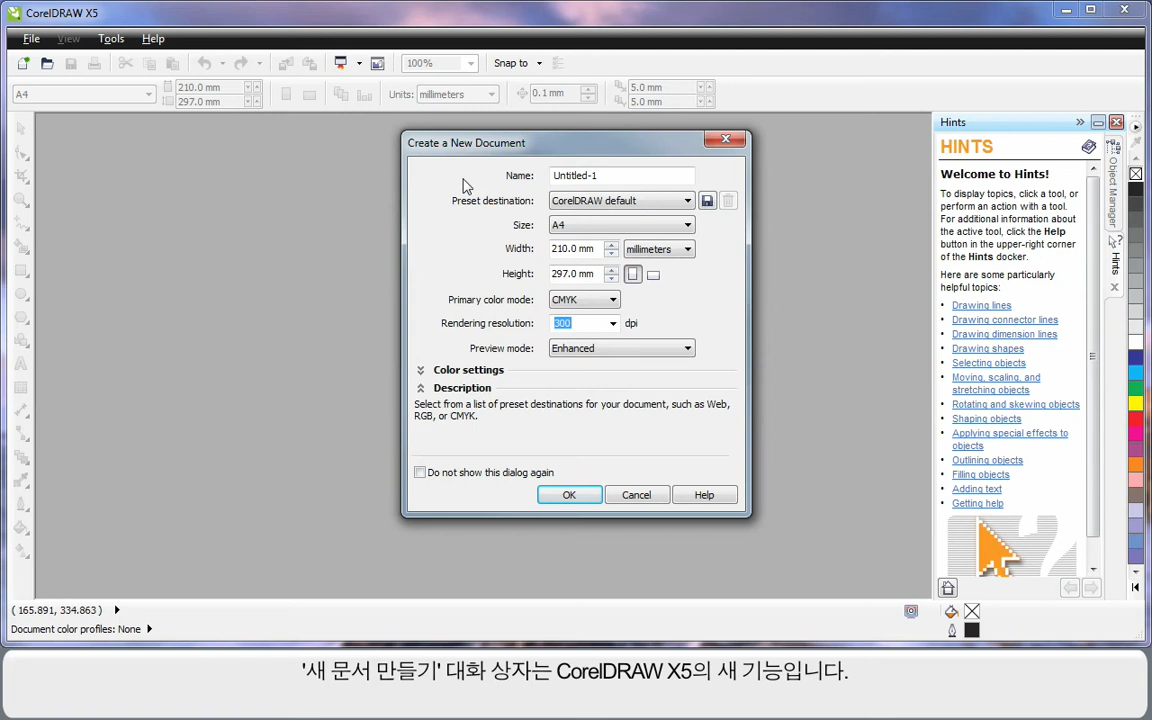 CorelDRAW X5
File View Tools Help
100% Snap to
A4 210.0 mm 297.0 mm Units: millimeters 0.1 mm 5.0 mm 5.0 mm
Create a New Document
Name: Untitled-1
Preset destination: CorelDRAW default
Size: A4
Width: 210.0 mm millimeters
Height: 297.0 mm
Primary color mode: CMYK
Rendering resolution: 300 dpi
Preview mode: Enhanced
Color settings
Description
Select from a list of preset destinations for your document, such as Web,
RGB, or CMYK.
Do not show this dialog again
OK Cancel Help
Hints
HINTS
Welcome to Hints!
To display topics, click a tool, or
perform an action with a tool.
For additional information about
the active tool, click the Help
button in the upper-right corner
of the Hints docker.
Here are some particularly
helpful topics:
• Drawing lines
• Drawing connector lines
• Drawing dimension lines
• Drawing shapes
• Selecting objects
• Moving, scaling, and
stretching objects
• Rotating and skewing objects
• Shaping objects
• Applying special effects to
objects
• Outlining objects
• Filling objects
• Adding text
• Getting help
Object Manager
Hints
( 165.891, 334.863 )
Document color profiles: None
'새 문서 만들기' 대화 상자는 CorelDRAW X5의 새 기능입니다.